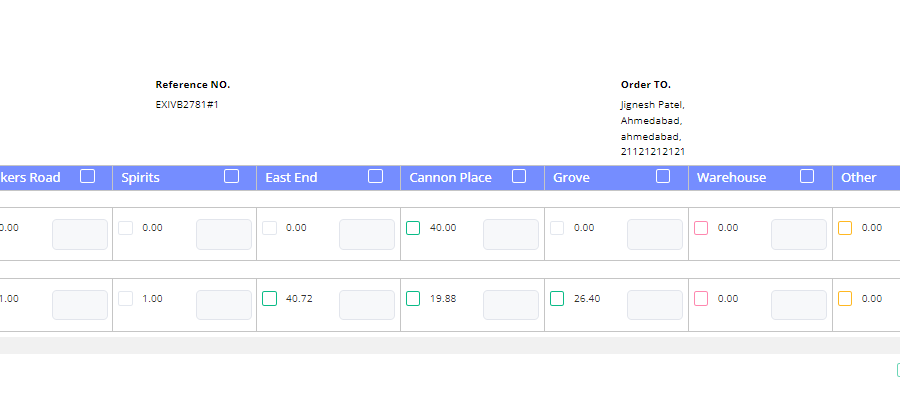 Reference NO.
EXIVB2781#1
Order TO.
Jignesh Patel,
Ahmedabad,
ahmedabad,
21121212121
kers Road Spirits East End Cannon Place Grove Warehouse Other
0.00 0.00 0.00 40.00 0.00 0.00 0.00
1.00 1.00 40.72 19.88 26.40 0.00 0.00